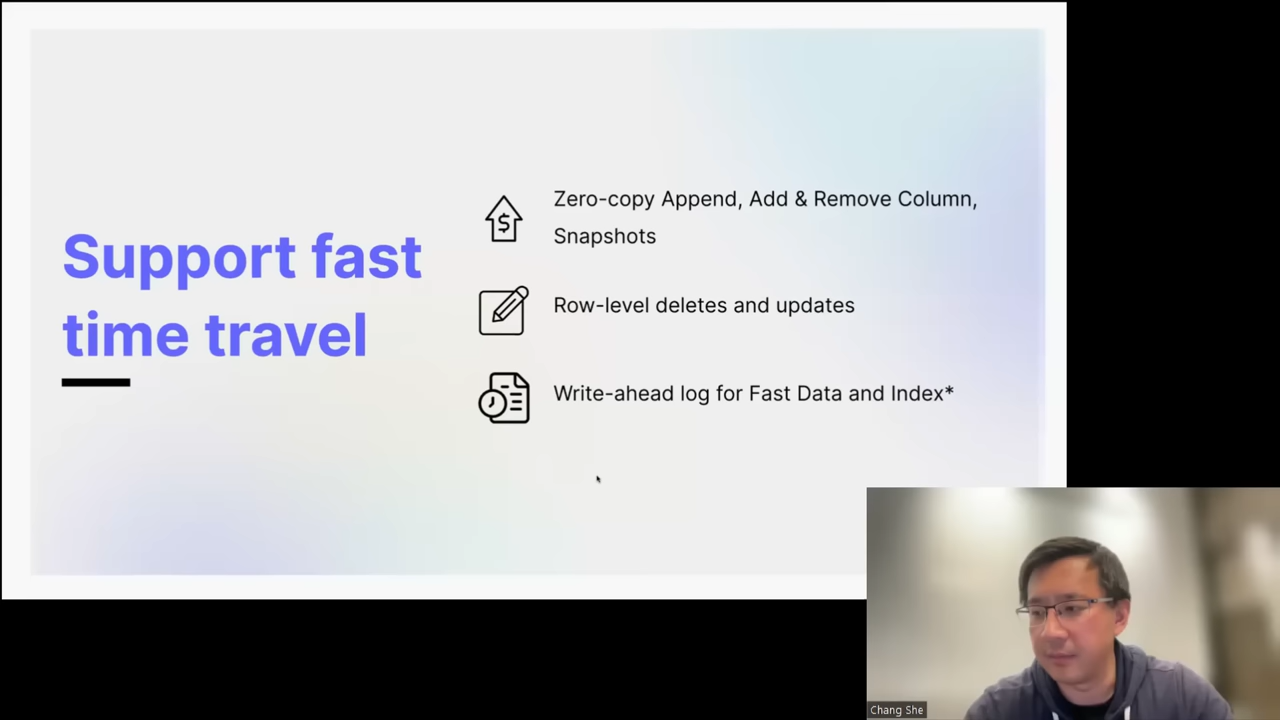 Support fast
time travel
Zero-copy Append, Add & Remove Column,
Snapshots
Row-level deletes and updates
Write-ahead log for Fast Data and Index*
Chang She